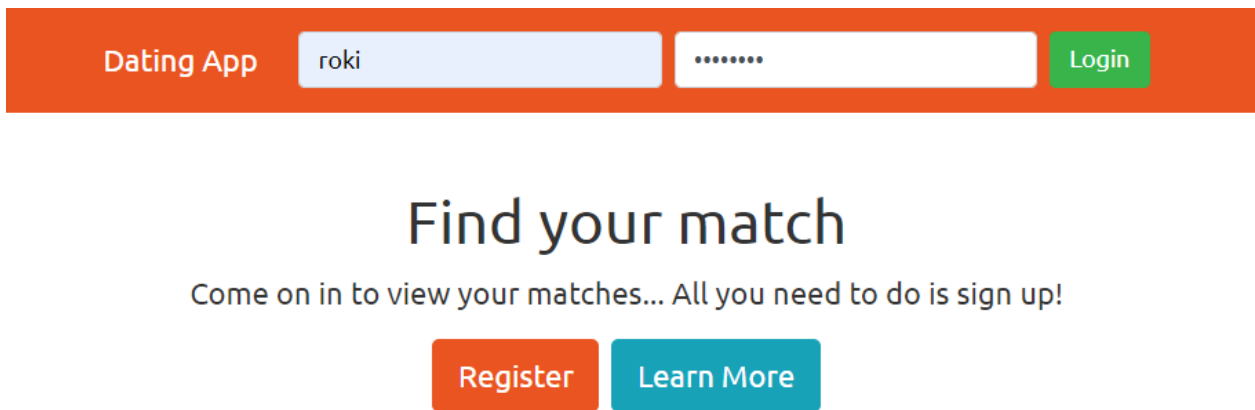 Dating App roki •••••••• Login
Find your match
Come on in to view your matches... All you need to do is sign up!
Register Learn More